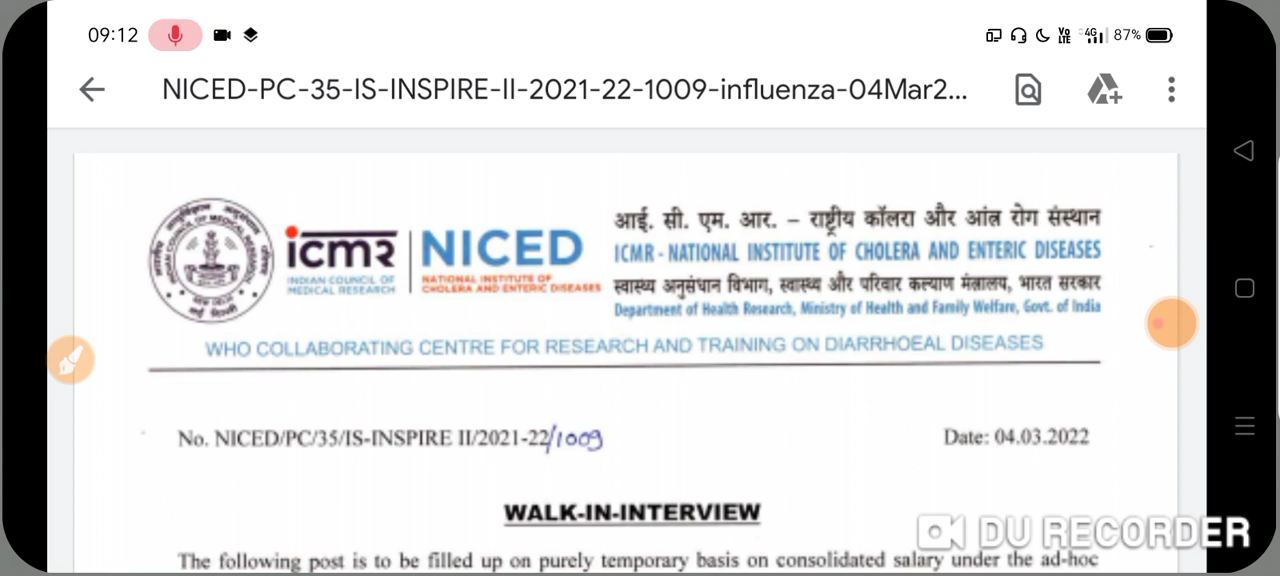 09:12
VO LTE 4G 87%
NICED-PC-35-IS-INSPIRE-II-2021-22-1009-influenza-04Mar2...
icmr
INDIAN COUNCIL OF
MEDICAL RESEARCH
NICED
NATIONAL INSTITUTE OF
CHOLERA AND ENTERIC DISEASES
आई. सी. एम. आर. – राष्ट्रीय कॉलरा और आंत्र रोग संस्थान
ICMR - NATIONAL INSTITUTE OF CHOLERA AND ENTERIC DISEASES
स्वास्थ्य अनुसंधान विभाग, स्वास्थ्य और परिवार कल्याण मंत्रालय, भारत सरकार
Department of Health Research, Ministry of Health and Family Welfare, Govt. of India
WHO COLLABORATING CENTRE FOR RESEARCH AND TRAINING ON DIARRHOEAL DISEASES
No. NICED/PC/35/IS-INSPIRE II/2021-22/1009
Date: 04.03.2022
WALK-IN-INTERVIEW
The following post is to be filled up on purely temporary basis on consolidated salary under the ad-hoc
DU RECORDER